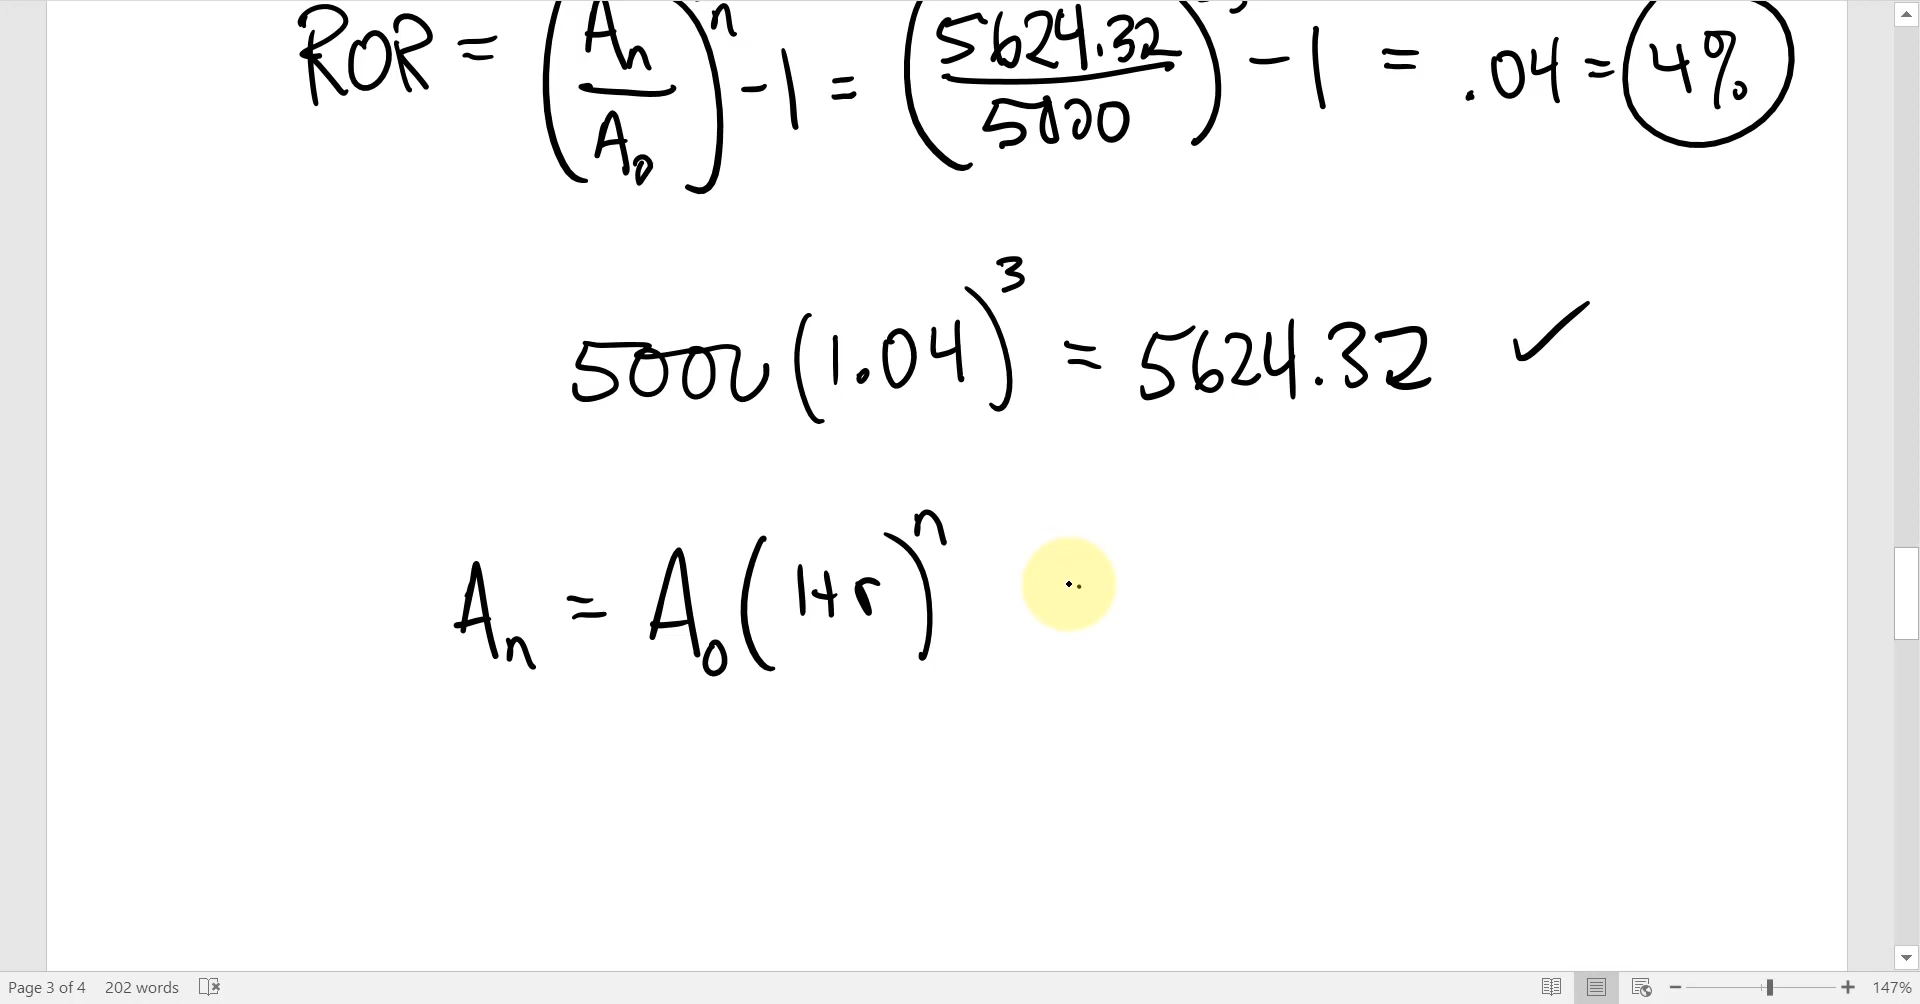 ROR = (An/A0)^n - 1 = (5624.32/5000) - 1 = .04 = 4%
5000 (1.04)^3 = 5624.32 ✓
An = A0 (1+r)^n
Page 3 of 4 202 words 147%